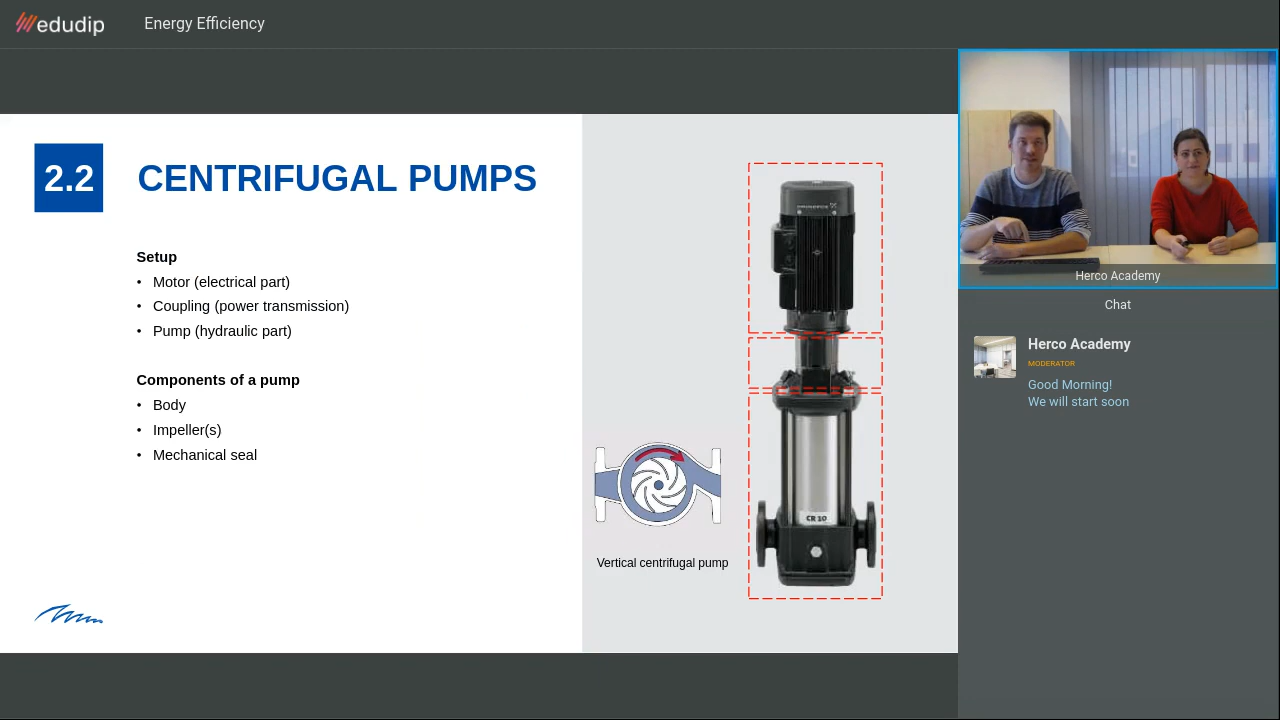 edudip
Energy Efficiency
2.2
CENTRIFUGAL PUMPS
Setup
• Motor (electrical part)
• Coupling (power transmission)
• Pump (hydraulic part)
Components of a pump
• Body
• Impeller(s)
• Mechanical seal
CR 10
Vertical centrifugal pump
Herco Academy
Chat
Herco Academy
MODERATOR
Good Morning!
We will start soon